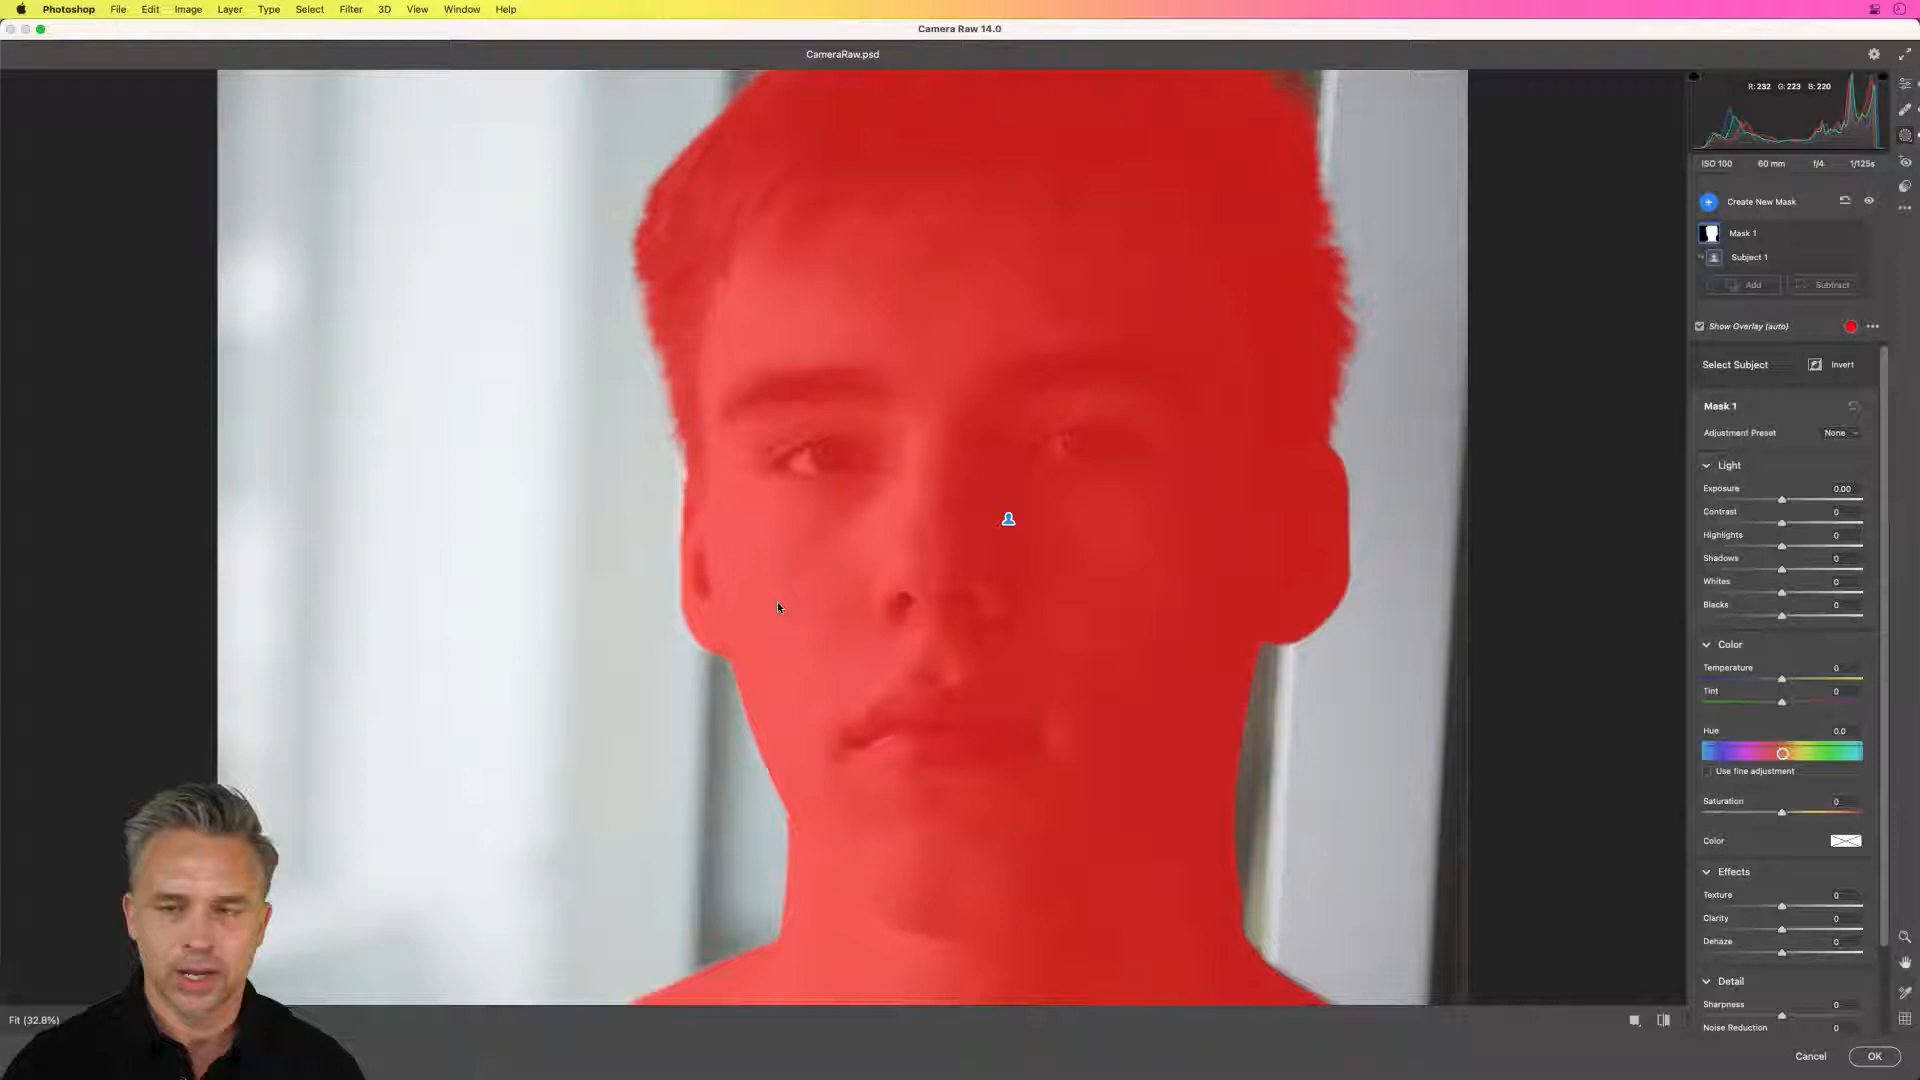 Photoshop File Edit Image Layer Type Select Filter 3D View Window Help
Camera Raw 14.0
CameraRaw.psd
R: 232 G: 223 B: 220
ISO 100 60 mm f/4 1/125s
Create New Mask
Mask 1
Subject 1
Add Subtract
Show Overlay (auto)
Select Subject Invert
Mask 1
Adjustment Preset None
Light
Exposure 0.00
Contrast 0
Highlights 0
Shadows 0
Whites 0
Blacks 0
Color
Temperature 0
Tint 0
Hue 0.0
Use fine adjustment
Saturation 0
Color
Effects
Texture 0
Clarity 0
Dehaze 0
Detail
Sharpness 0
Noise Reduction 0
Fit (32.8%)
Cancel OK